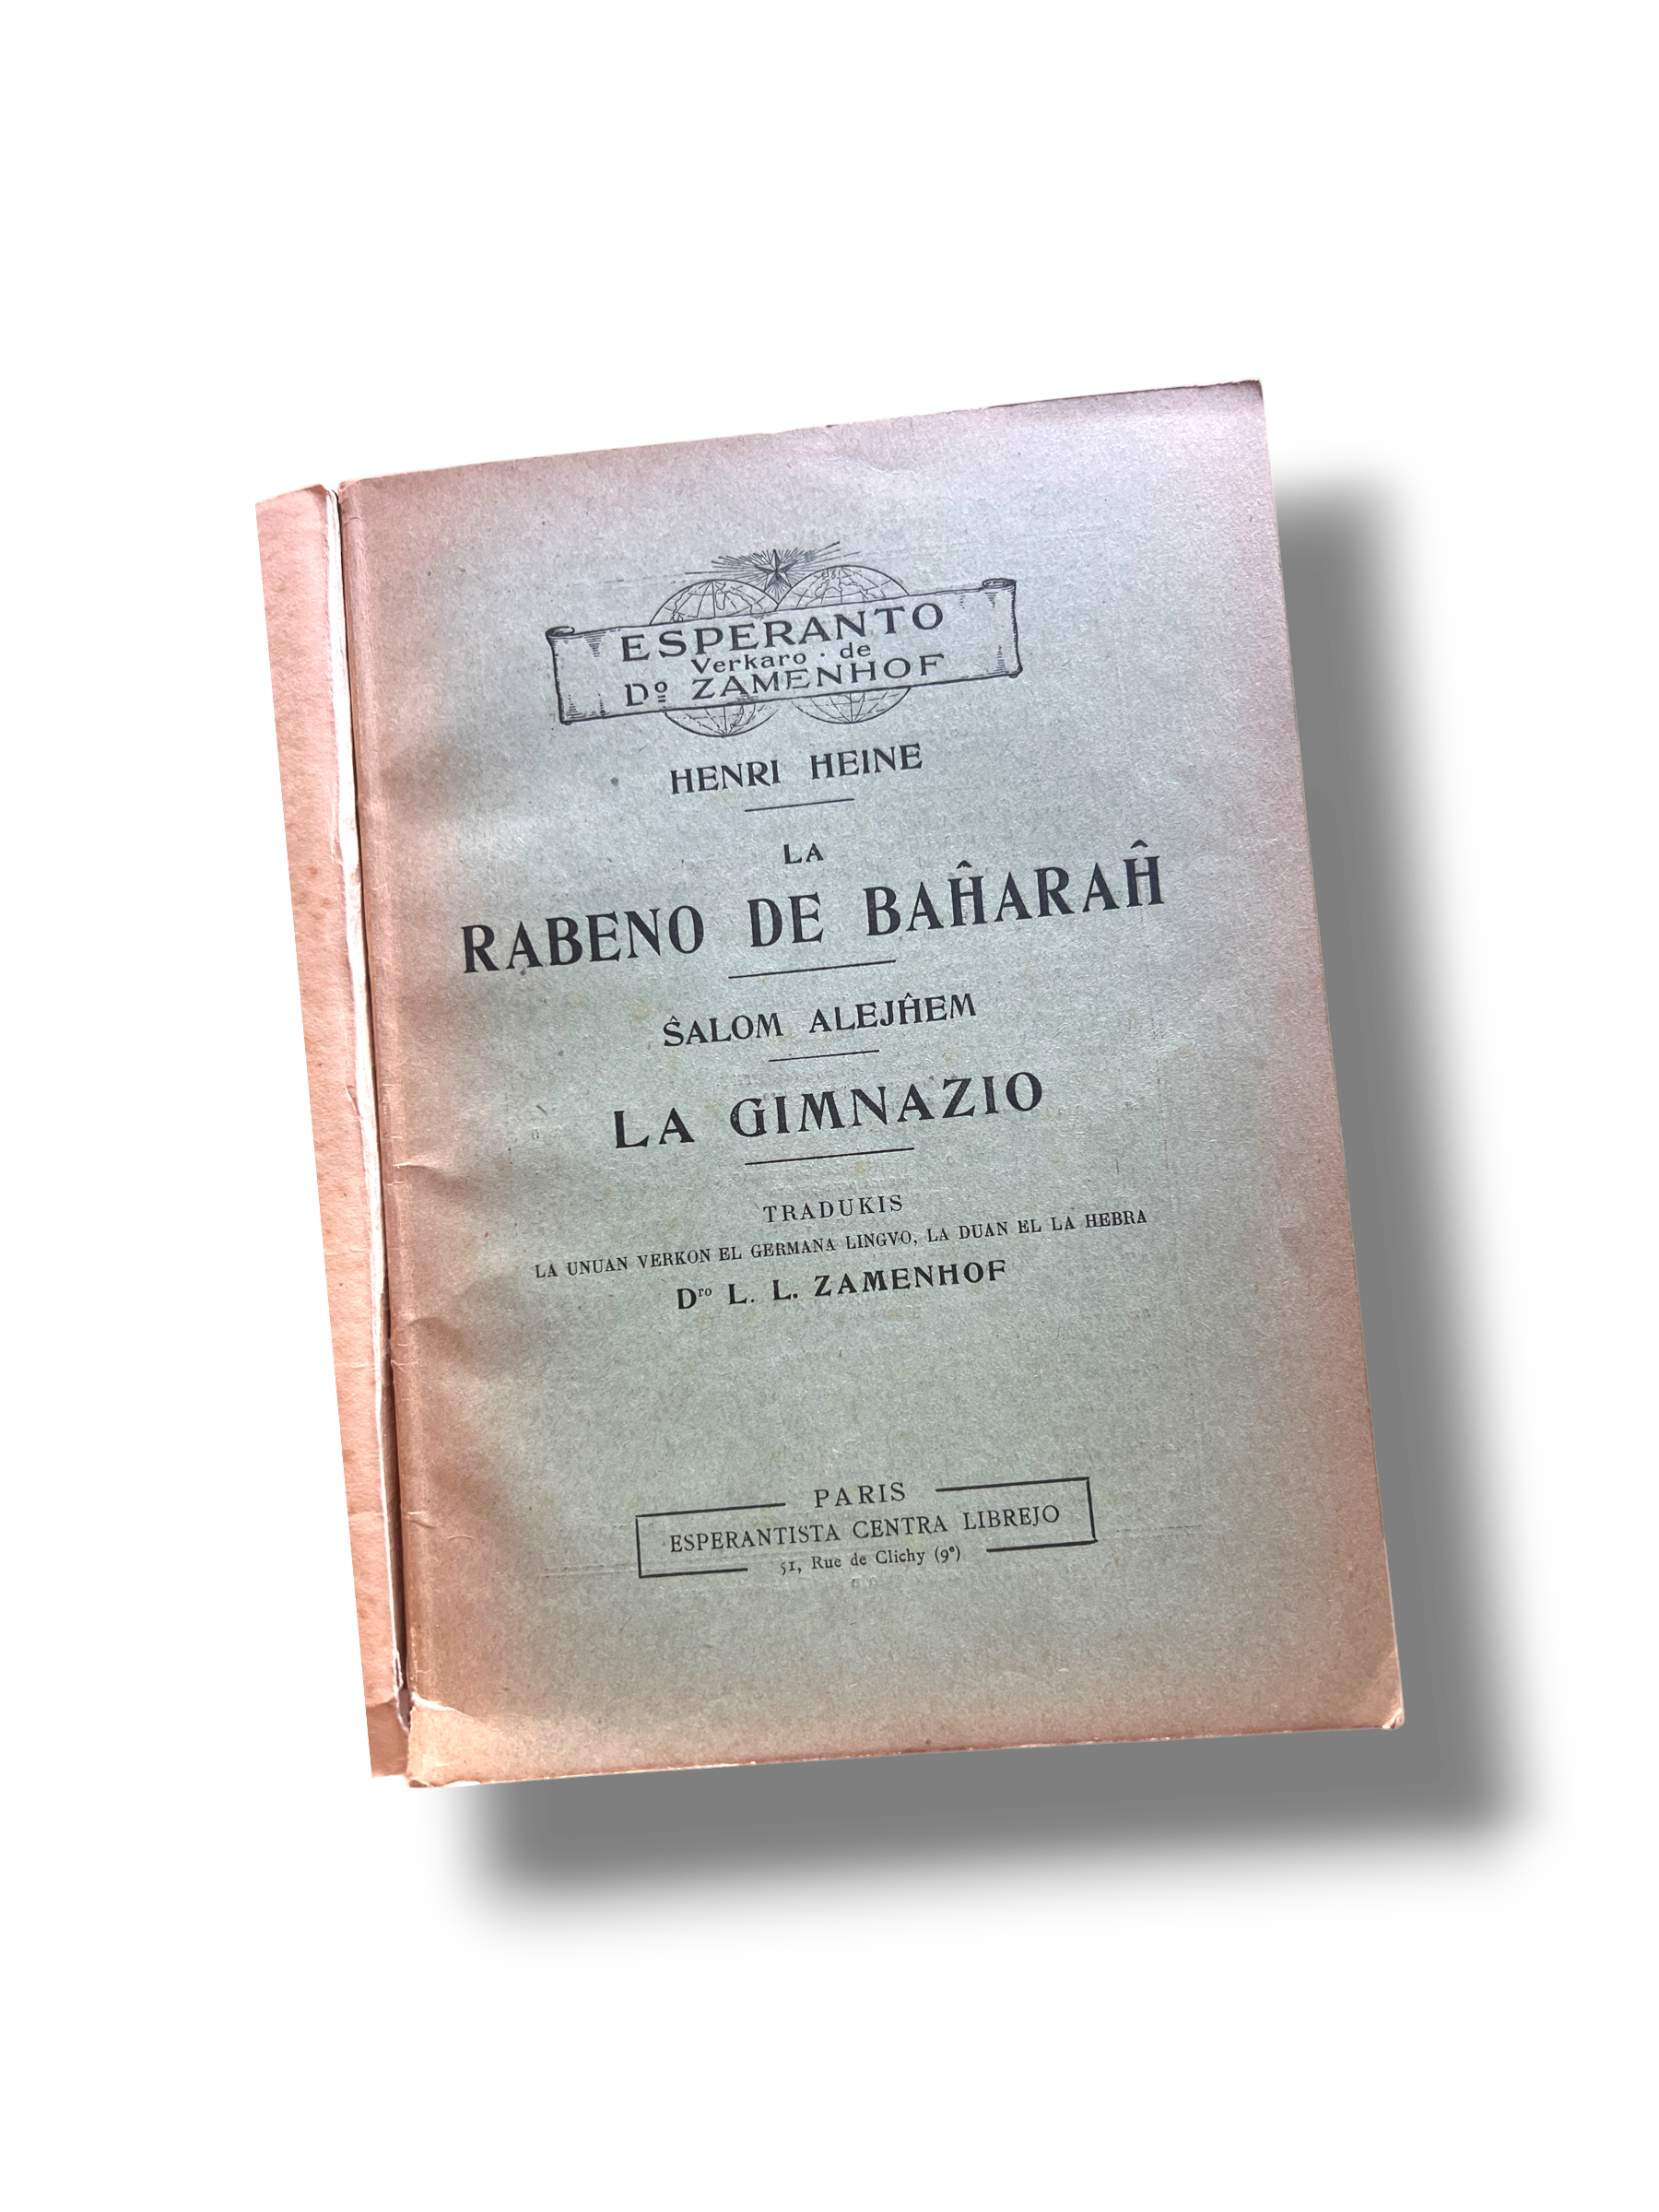 ESPERANTO
Verkaro · de
Dº ZAMENHOF
HENRI HEINE
LA
RABENO DE BAĤARAĤ
ŜALOM ALEJĤEM
LA GIMNAZIO
TRADUKIS
LA UNUAN VERKON EL GERMANA LINGVO, LA DUAN EL LA HEBRA
Dro L. L. ZAMENHOF
PARIS
ESPERANTISTA CENTRA LIBREJO
51, Rue de Clichy (9e)